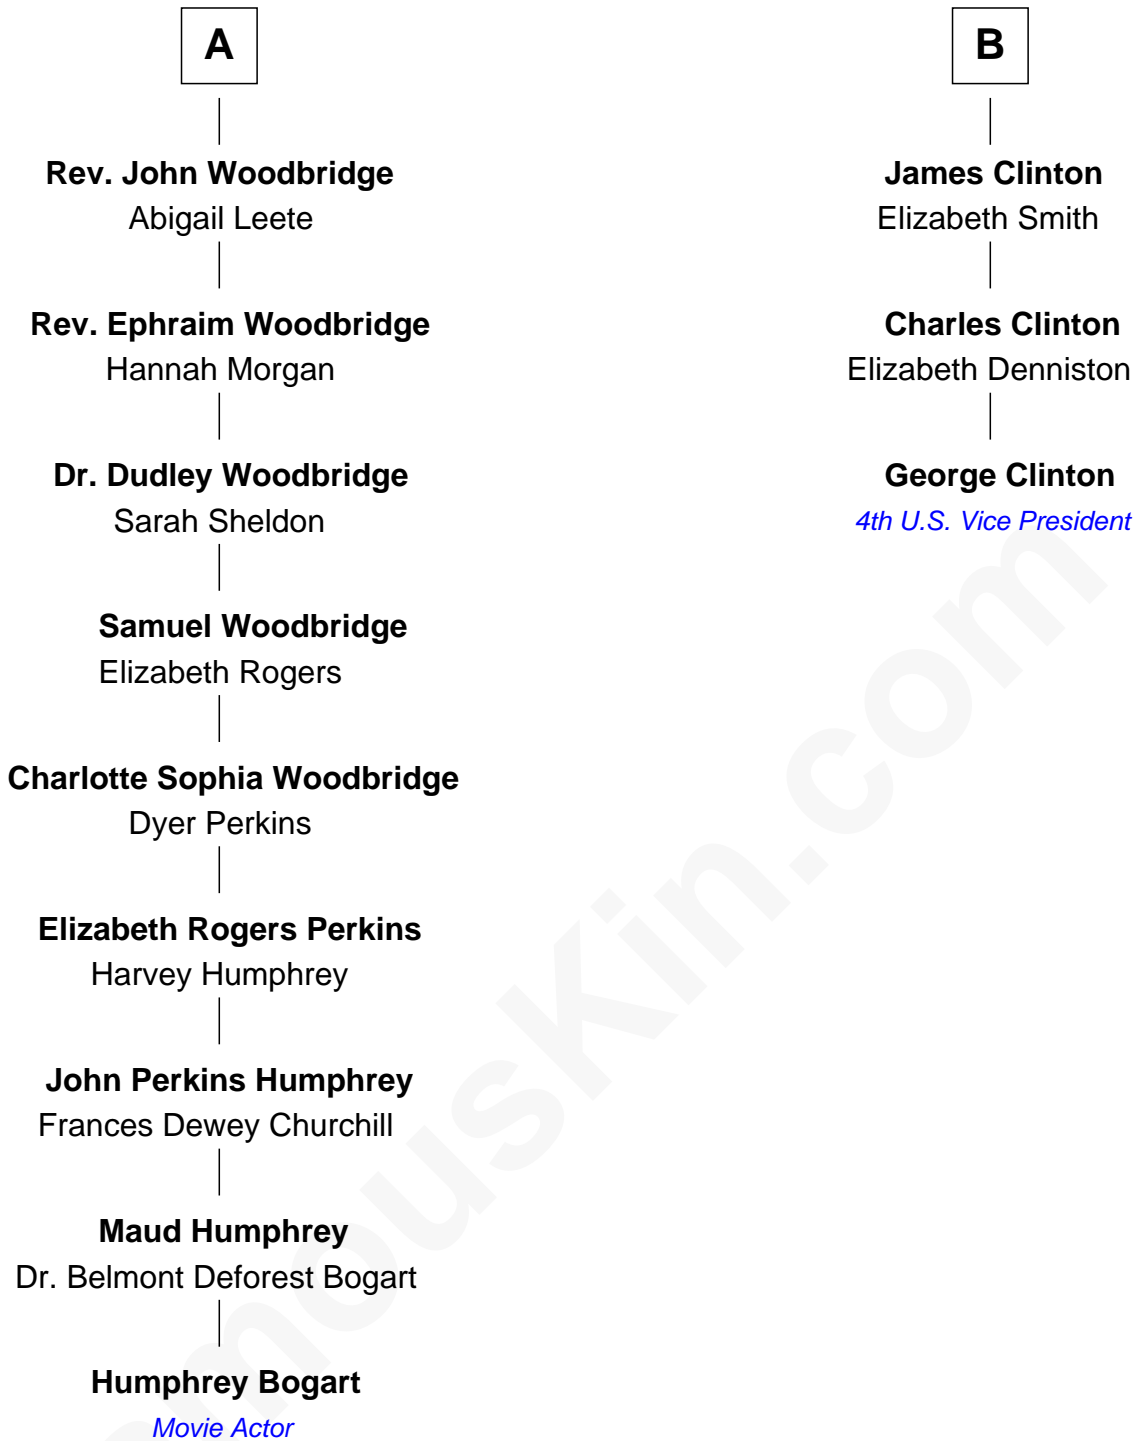 A
Rev. John Woodbridge
Abigail Leete
Rev. Ephraim Woodbridge
Hannah Morgan
Dr. Dudley Woodbridge
Sarah Sheldon
Samuel Woodbridge
Elizabeth Rogers
Charlotte Sophia Woodbridge
Dyer Perkins
Elizabeth Rogers Perkins
Harvey Humphrey
John Perkins Humphrey
Frances Dewey Churchill
Maud Humphrey
Dr. Belmont Deforest Bogart
Humphrey Bogart
Movie Actor
B
James Clinton
Elizabeth Smith
Charles Clinton
Elizabeth Denniston
George Clinton
4th U.S. Vice President
mousKin.com